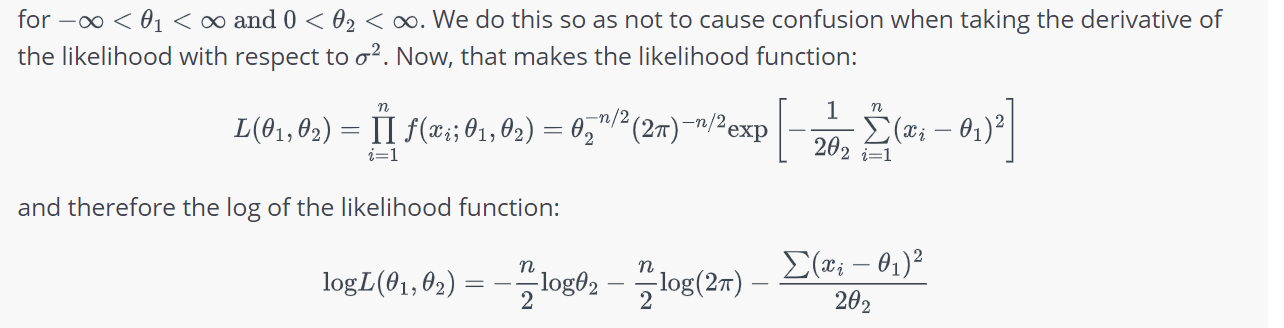 for −∞ < θ₁ < ∞ and 0 < θ₂ < ∞. We do this so as not to cause confusion when taking the derivative of
the likelihood with respect to σ². Now, that makes the likelihood function:
L(θ₁, θ₂) = ∏ᵢ₌₁ⁿ f(xᵢ; θ₁, θ₂) = θ₂^(−n/2) (2π)^(−n/2) exp [ − 1/(2θ₂) ∑ᵢ₌₁ⁿ (xᵢ − θ₁)² ]
and therefore the log of the likelihood function:
logL(θ₁, θ₂) = − n/2 logθ₂ − n/2 log(2π) − ∑(xᵢ − θ₁)² / 2θ₂